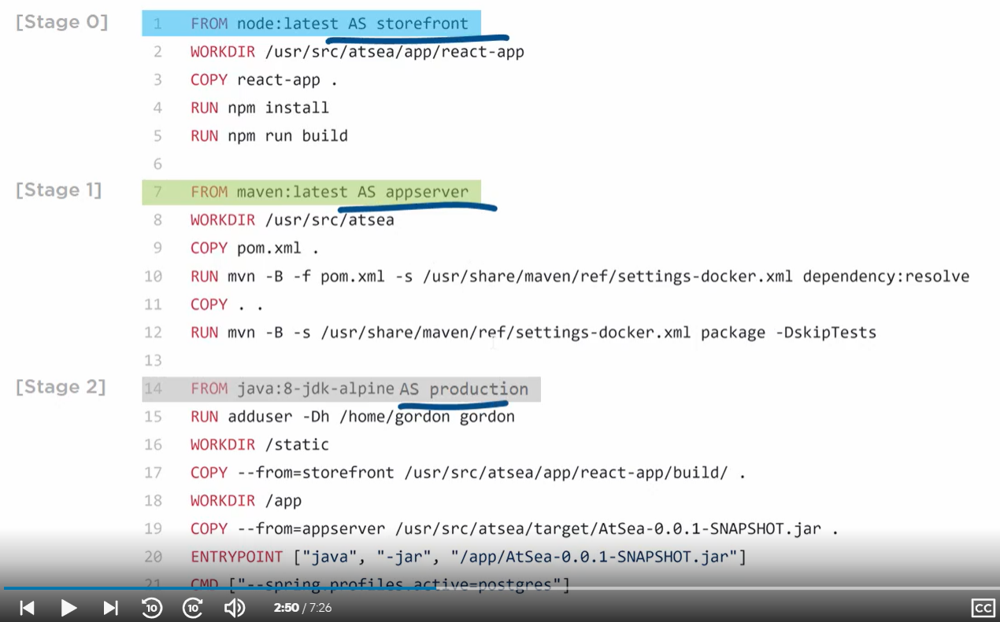 [Stage 0] 1 FROM node:latest AS storefront
2 WORKDIR /usr/src/atsea/app/react-app
3 COPY react-app .
4 RUN npm install
5 RUN npm run build
6
[Stage 1] 7 FROM maven:latest AS appserver
8 WORKDIR /usr/src/atsea
9 COPY pom.xml .
10 RUN mvn -B -f pom.xml -s /usr/share/maven/ref/settings-docker.xml dependency:resolve
11 COPY . .
12 RUN mvn -B -s /usr/share/maven/ref/settings-docker.xml package -DskipTests
13
[Stage 2] 14 FROM java:8-jdk-alpine AS production
15 RUN adduser -Dh /home/gordon gordon
16 WORKDIR /static
17 COPY --from=storefront /usr/src/atsea/app/react-app/build/ .
18 WORKDIR /app
19 COPY --from=appserver /usr/src/atsea/target/AtSea-0.0.1-SNAPSHOT.jar .
20 ENTRYPOINT ["java", "-jar", "/app/AtSea-0.0.1-SNAPSHOT.jar"]
21 CMD ["--spring.profiles.active=postgres"]
10 10 2:50 / 7:26 CC